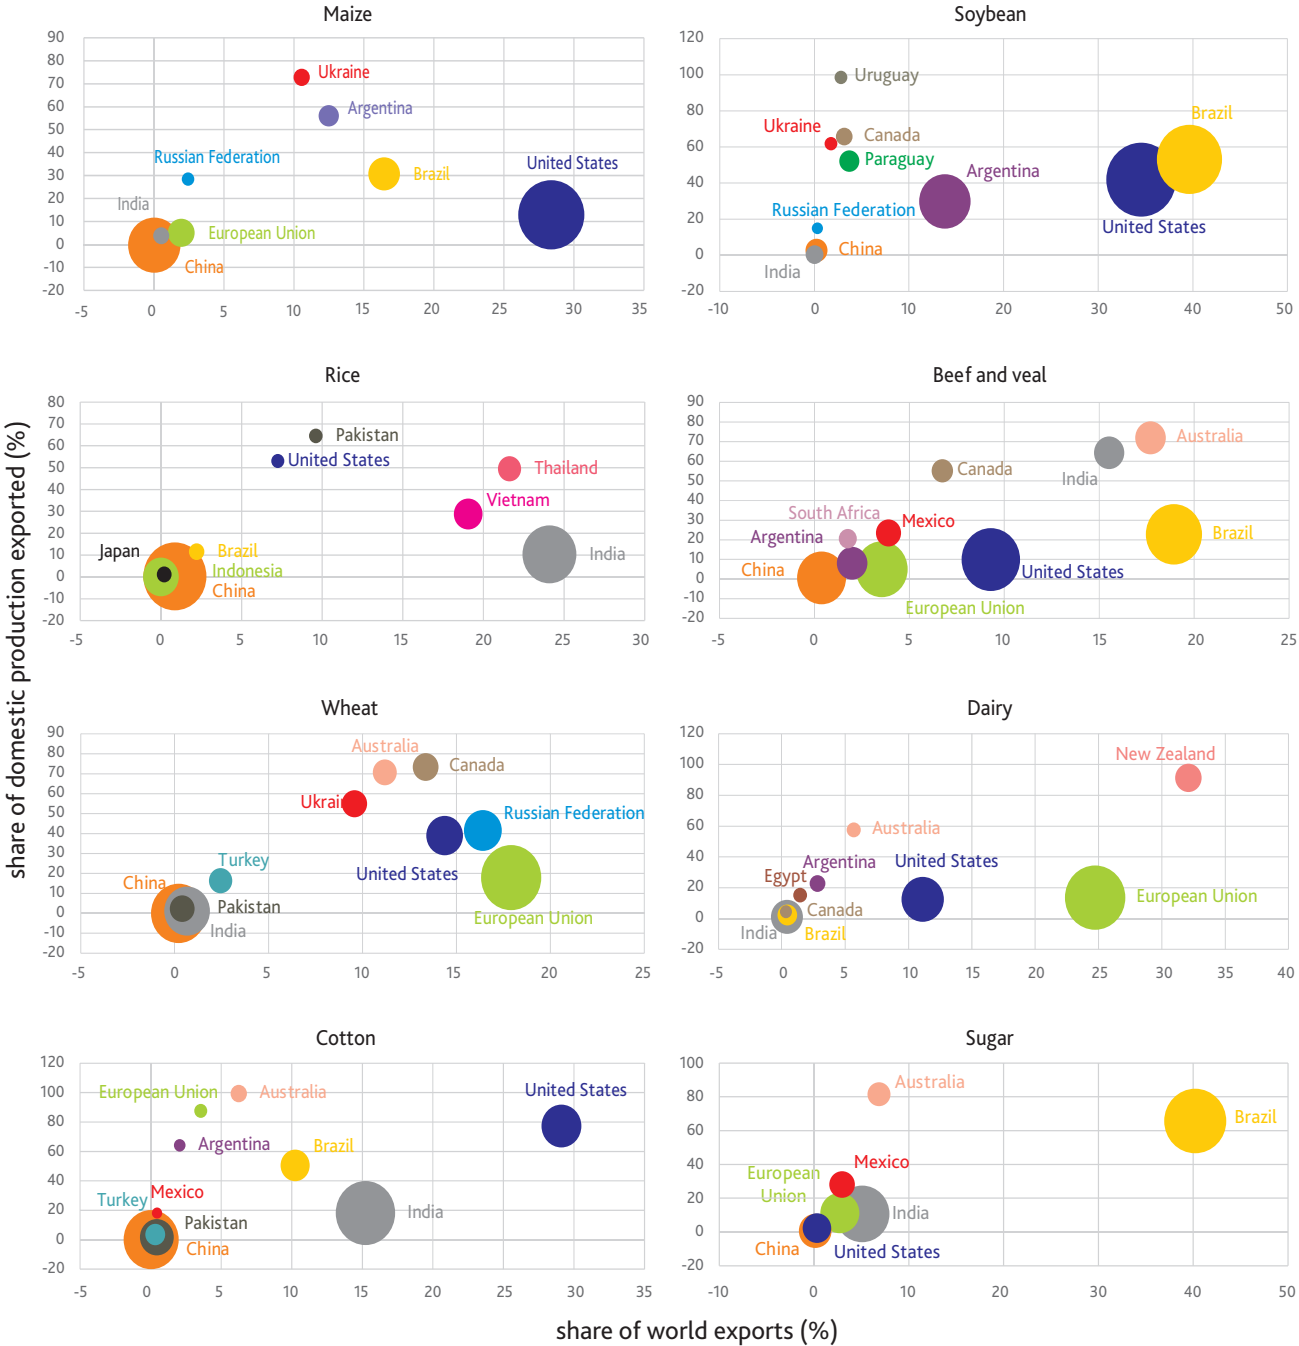 share of domestic production exported (%)
Maize
90
80
70
60
50
40
30
20
10
0
-10
-20
Ukraine
Argentina
Russian Federation
United States
Brazil
India
European Union
China
-5
0
5
10
15
20
25
30
35
Soybean
120
100
80
60
40
20
0
-20
Uruguay
Brazil
Ukraine
Canada
Paraguay
Argentina
Russian Federation
United States
China
India
-10
0
10
20
30
40
50
Rice
80
70
60
50
40
30
20
10
0
-10
-20
Pakistan
United States
Thailand
Vietnam
Japan
Brazil
India
Indonesia
China
-5
0
5
10
15
20
25
30
Beef and veal
90
80
70
60
50
40
30
20
10
0
-10
-20
Australia
Canada
India
South Africa
Mexico
Argentina
Brazil
China
United States
European Union
-5
0
5
10
15
20
25
Wheat
90
80
70
60
50
40
30
20
10
0
-10
-20
Australia
Canada
Ukrain
Russian Federation
Turkey
United States
China
Pakistan
European Union
India
-5
0
5
10
15
20
25
Dairy
120
100
80
60
40
20
0
-20
New Zealand
Australia
Argentina
United States
Egypt
European Union
Canada
India
Brazil
-5
0
5
10
15
20
25
30
35
40
Cotton
120
100
80
60
40
20
0
-20
European Union
Australia
United States
Argentina
Brazil
Mexico
Turkey
India
Pakistan
China
-5
0
5
10
15
20
25
30
35
Sugar
100
80
60
40
20
0
-20
Australia
Brazil
Mexico
European
Union
India
China
United States
-10
0
10
20
30
40
50
share of world exports (%)